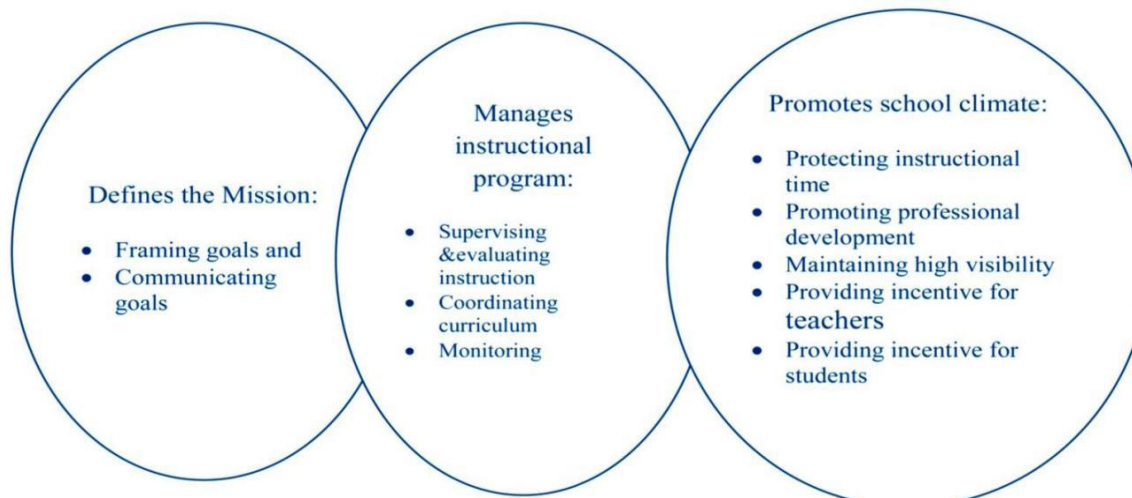 Defines the Mission:
• Framing goals and
• Communicating
goals
Manages
instructional
program:
• Supervising
&evaluating
instruction
• Coordinating
curriculum
• Monitoring
Promotes school climate:
• Protecting instructional
time
• Promoting professional
development
• Maintaining high visibility
• Providing incentive for
teachers
• Providing incentive for
students